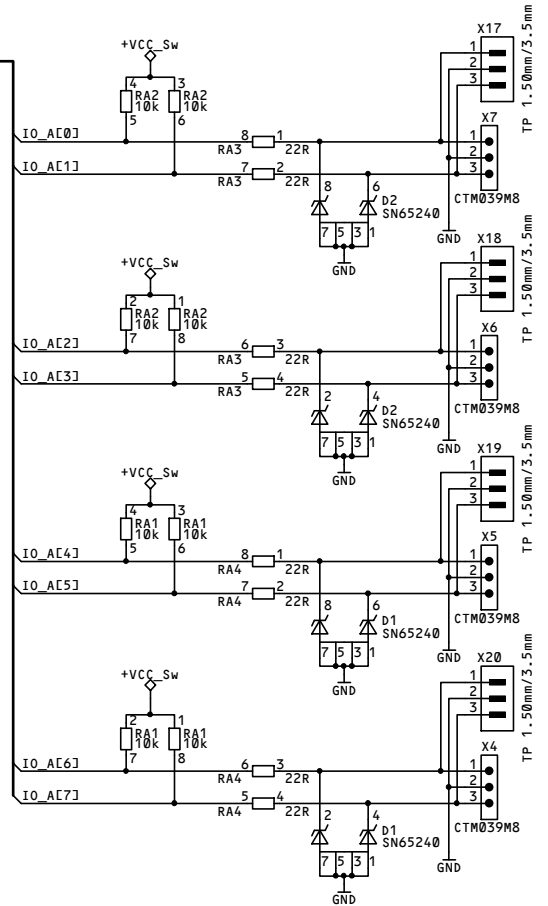 X17
+VCC_Sw
1
2
3
TP 1.50mm/3.5mm
4 3
RA2 RA2
10k 10k
5 6
X7
IO_A[0] 8 1 1
RA3 22R 2
IO_A[1] 7 2 3
RA3 22R
CTM039M8
8 6
D2
SN65240
7 5 3 1
GND
GND
X18
+VCC_Sw
1
2
3
TP 1.50mm/3.5mm
2 1
RA2 RA2
10k 10k
7 8
X6
IO_A[2] 6 3 1
RA3 22R 2
IO_A[3] 5 4 3
RA3 22R
CTM039M8
2 4
D2
SN65240
7 5 3 1
GND
GND
X19
+VCC_Sw
1
2
3
TP 1.50mm/3.5mm
4 3
RA1 RA1
10k 10k
5 6
X5
IO_A[4] 8 1 1
RA4 22R 2
IO_A[5] 7 2 3
RA4 22R
CTM039M8
8 6
D1
SN65240
7 5 3 1
GND
GND
X20
+VCC_Sw
1
2
3
TP 1.50mm/3.5mm
2 1
RA1 RA1
10k 10k
7 8
X4
IO_A[6] 6 3 1
RA4 22R 2
IO_A[7] 5 4 3
RA4 22R
CTM039M8
2 4
D1
SN65240
7 5 3 1
GND
GND